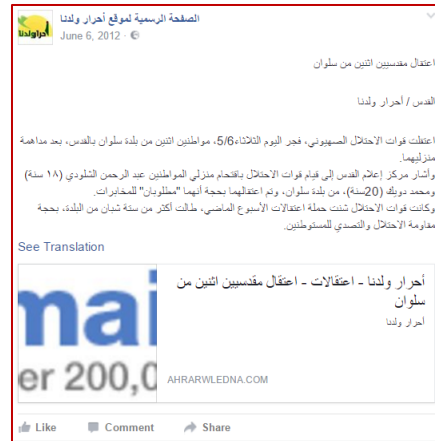 الصفحة الرسمية لموقع أحرار ولدنا
احرارولدنا
June 6, 2012 ·
اعتقال مقدسيين اثنين من سلوان
القدس / أحرار ولدنا
اعتقلت قوات الاحتلال الصهيوني، فجر اليوم الثلاثاء5/6، مواطنين اثنين من بلدة سلوان بالقدس، بعد مداهمة
منزليهما.
وأشار مركز إعلام القدس إلى قيام قوات الاحتلال باقتحام منزلي المواطنين عبد الرحمن الشلودي (١٨ سنة)
ومحمد دويك (20سنة)، من بلدة سلوان، وتم اعتقالهما بحجة أنهما "مطلوبان" للمخابرات.
وكانت قوات الاحتلال شنت حملة اعتقالات الأسبوع الماضي، طالت أكثر من ستة شبان من البلدة، بحجة
مقاومة الاحتلال والتصدي للمستوطنين.
See Translation
أحرار ولدنا - اعتقالات - اعتقال مقدسيين اثنين من
سلوان
أحرار ولدنا
mai
er 200,0
AHRARWLEDNA.COM
Like Comment Share